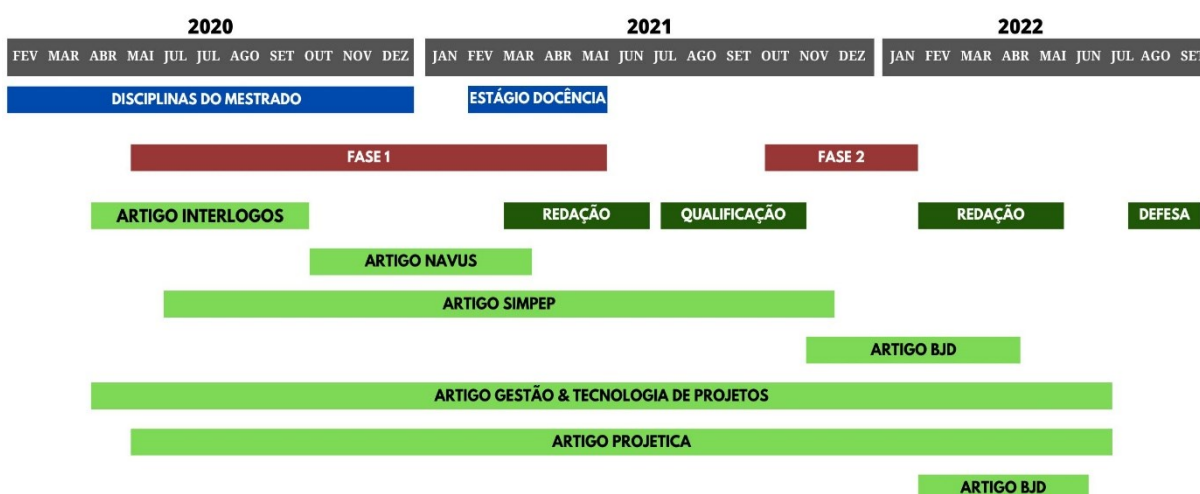 2020 2021 2022
FEV MAR ABR MAI JUL JUL AGO SET OUT NOV DEZ JAN FEV MAR ABR MAI JUN JUL AGO SET OUT NOV DEZ JAN FEV MAR ABR MAI JUN JUL AGO SET
DISCIPLINAS DO MESTRADO ESTÁGIO DOCÊNCIA
FASE 1 FASE 2
ARTIGO INTERLOGOS REDAÇÃO QUALIFICAÇÃO REDAÇÃO DEFESA
ARTIGO NAVUS
ARTIGO SIMPEP
ARTIGO BJD
ARTIGO GESTÃO & TECNOLOGIA DE PROJETOS
ARTIGO PROJETICA
ARTIGO BJD